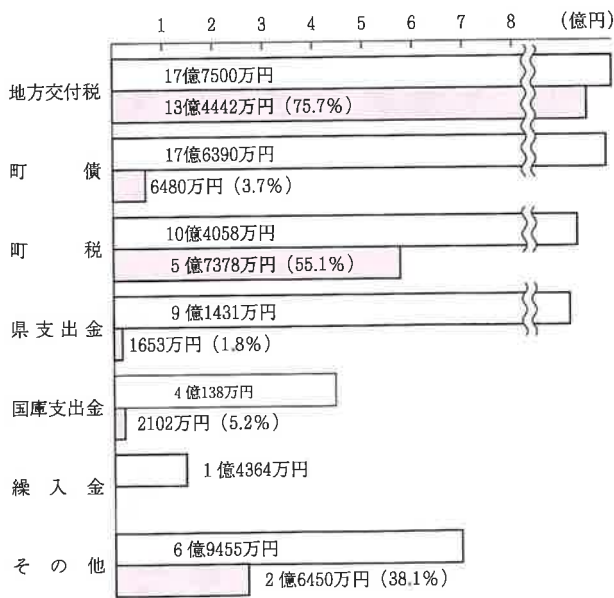 1 2 3 4 5 6 7 8 (億円)
地方交付税
17億7500万円
13億4442万円 (75.7%)
町債
17億6390万円
6480万円 (3.7%)
町税
10億4058万円
5億7378万円 (55.1%)
県支出金
9億1431万円
1653万円 (1.8%)
国庫支出金
4億138万円
2102万円 (5.2%)
繰入金
1億4364万円
その他
6億9455万円
2億6450万円 (38.1%)